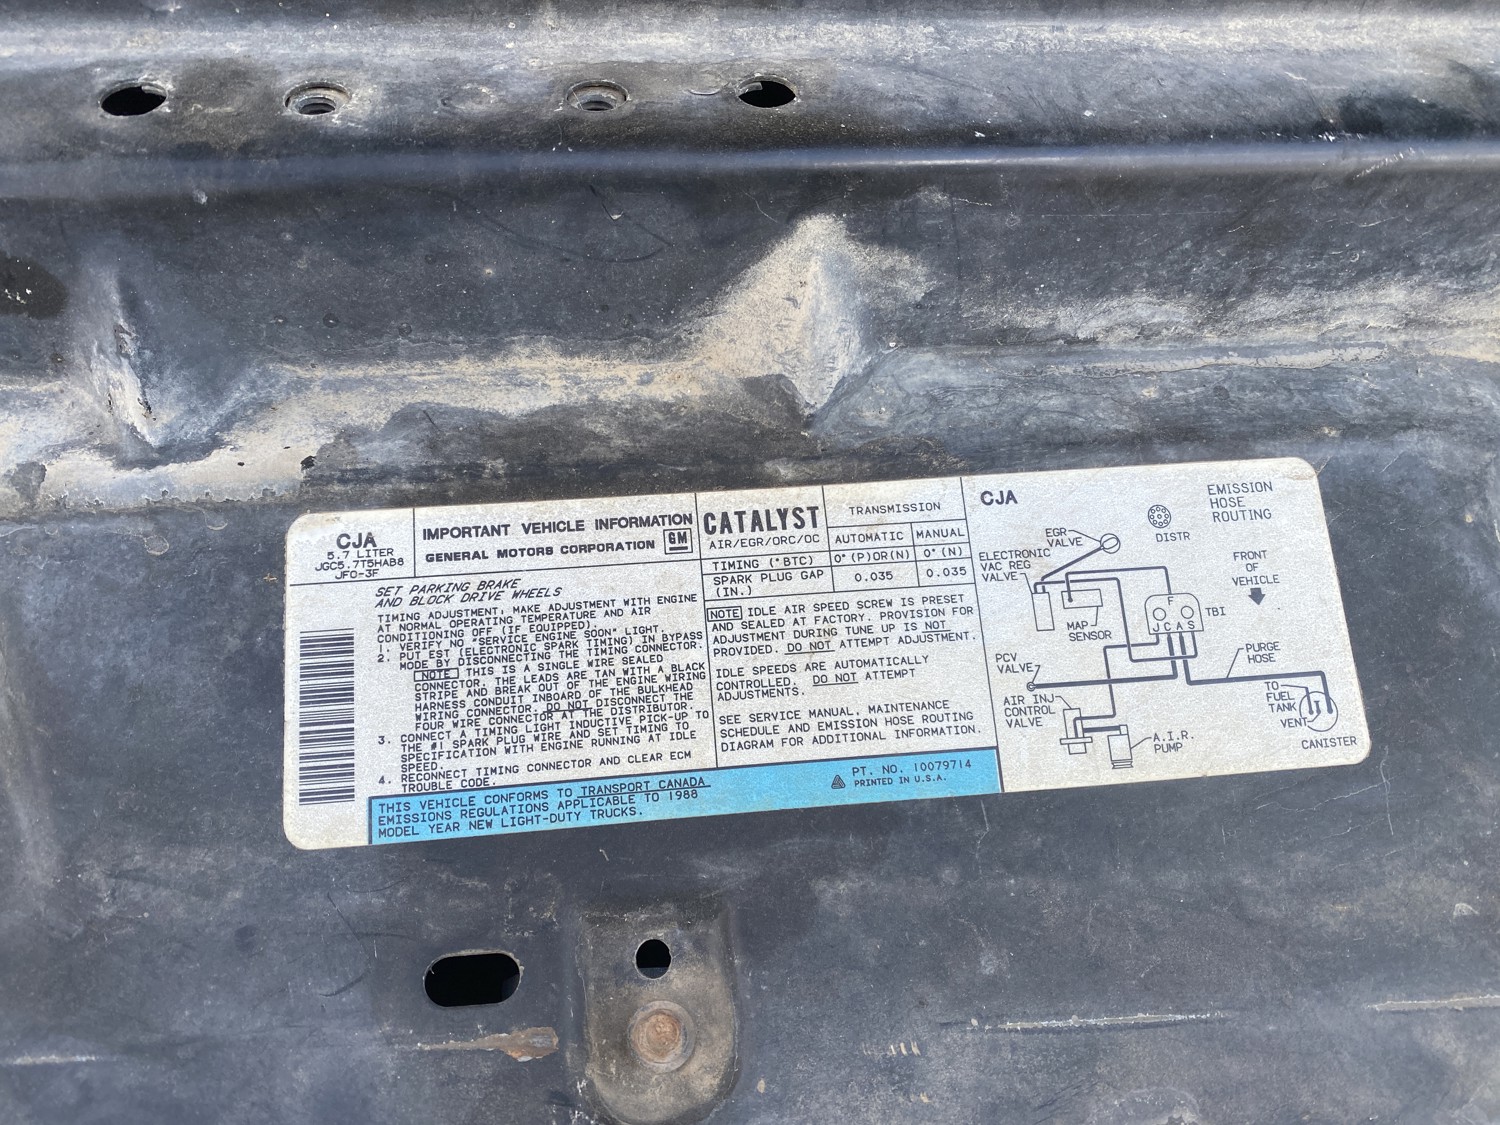 CJA
5.7 LITER
JGC5.7T5HAB8
JFO-3F
IMPORTANT VEHICLE INFORMATION
GENERAL MOTORS CORPORATION GM
SET PARKING BRAKE
AND BLOCK DRIVE WHEELS
TIMING ADJUSTMENT, MAKE ADJUSTMENT WITH ENGINE
AT NORMAL OPERATING TEMPERATURE AND AIR
CONDITIONING OFF (IF EQUIPPED).
1. VERIFY NO "SERVICE ENGINE SOON" LIGHT.
2. PUT EST (ELECTRONIC SPARK TIMING) IN BYPASS
MODE BY DISCONNECTING THE TIMING CONNECTOR.
NOTE THIS IS A SINGLE WIRE SEALED
CONNECTOR. THE LEADS ARE TAN WITH A BLACK
STRIPE AND BREAK OUT OF THE ENGINE WIRING
HARNESS CONDUIT INBOARD OF THE BULKHEAD
WIRING CONNECTOR. DO NOT DISCONNECT THE
FOUR WIRE CONNECTOR AT THE DISTRIBUTOR.
3. CONNECT A TIMING LIGHT INDUCTIVE PICK-UP TO
THE #1 SPARK PLUG WIRE AND SET TIMING TO
SPECIFICATION WITH ENGINE RUNNING AT IDLE
SPEED.
4. RECONNECT TIMING CONNECTOR AND CLEAR ECM
TROUBLE CODE.
THIS VEHICLE CONFORMS TO TRANSPORT CANADA
EMISSIONS REGULATIONS APPLICABLE TO 1988
MODEL YEAR NEW LIGHT-DUTY TRUCKS.
PT. NO. 10079714
PRINTED IN U.S.A.
CATALYST
AIR/EGR/ORC/OC
TRANSMISSION
AUTOMATIC MANUAL
TIMING (°BTC) 0° (P)OR(N) 0° (N)
SPARK PLUG GAP
(IN.) 0.035 0.035
NOTE IDLE AIR SPEED SCREW IS PRESET
AND SEALED AT FACTORY. PROVISION FOR
ADJUSTMENT DURING TUNE UP IS NOT
PROVIDED. DO NOT ATTEMPT ADJUSTMENT.
IDLE SPEEDS ARE AUTOMATICALLY
CONTROLLED. DO NOT ATTEMPT
ADJUSTMENTS.
SEE SERVICE MANUAL, MAINTENANCE
SCHEDULE AND EMISSION HOSE ROUTING
DIAGRAM FOR ADDITIONAL INFORMATION.
CJA
EMISSION
HOSE
ROUTING
DISTR
EGR
VALVE
ELECTRONIC
VAC REG
VALVE
MAP
SENSOR
F
J C A S
TBI
FRONT
OF
VEHICLE
PCV
VALVE
PURGE
HOSE
AIR INJ
CONTROL
VALVE
A.I.R.
PUMP
TO
FUEL
TANK
VENT
CANISTER